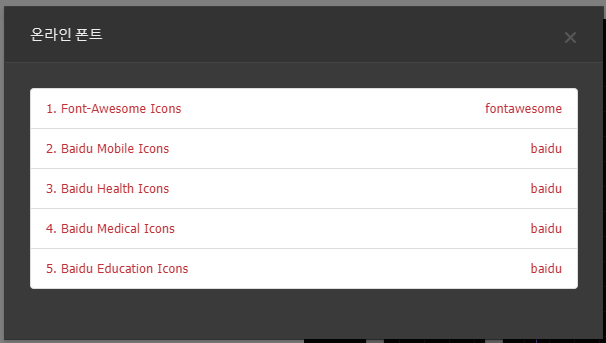 온라인 폰트
×
1. Font-Awesome Icons fontawesome
2. Baidu Mobile Icons baidu
3. Baidu Health Icons baidu
4. Baidu Medical Icons baidu
5. Baidu Education Icons baidu